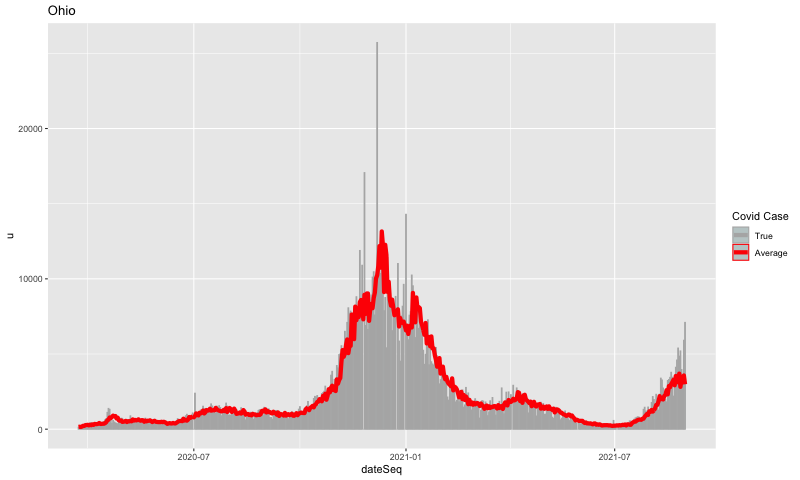 Ohio
u
20000
10000
0
2020-07
2021-01
2021-07
dateSeq
Covid Case
True
Average